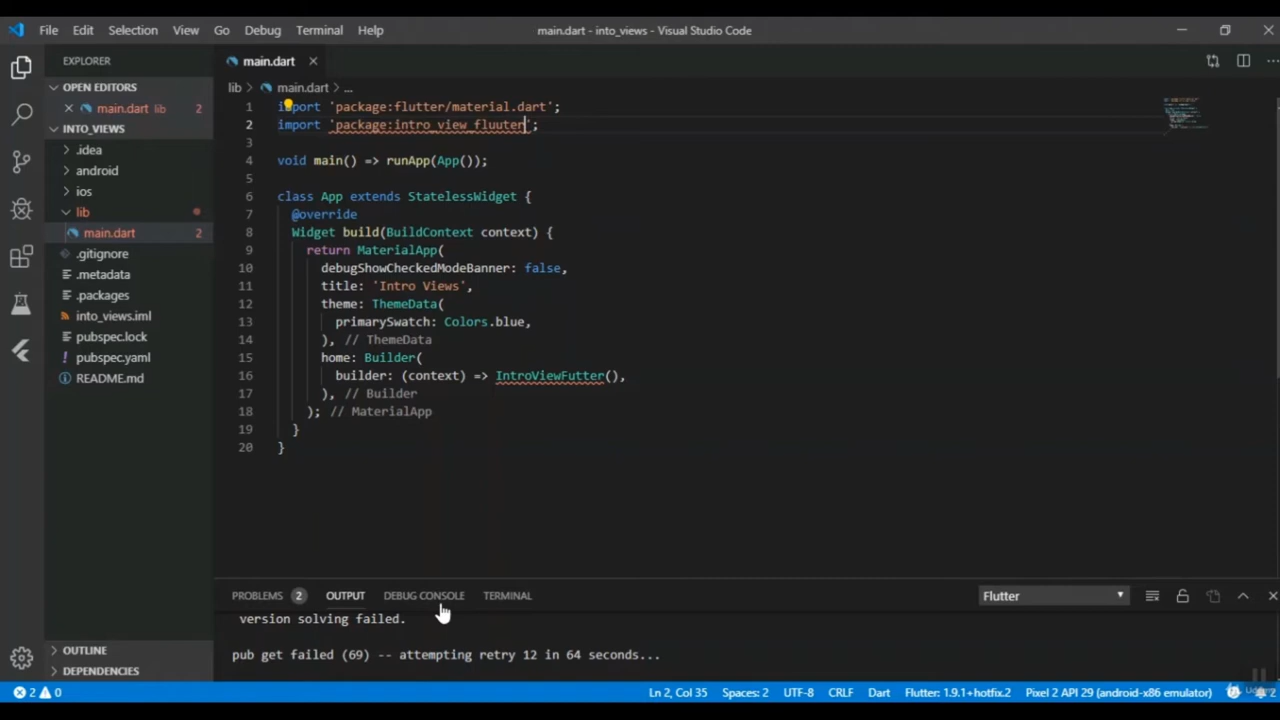 File Edit Selection View Go Debug Terminal Help
main.dart - into_views - Visual Studio Code
EXPLORER
main.dart
OPEN EDITORS
main.dart lib 2
INTO_VIEWS
.idea
android
ios
lib
main.dart 2
.gitignore
.metadata
.packages
into_views.iml
pubspec.lock
pubspec.yaml
README.md
OUTLINE
DEPENDENCIES
lib > main.dart > ...
1 import 'package:flutter/material.dart';
2 import 'package:intro_view_fluuter';
3
4 void main() => runApp(App());
5
6 class App extends StatelessWidget {
7 @override
8 Widget build(BuildContext context) {
9 return MaterialApp(
10 debugShowCheckedModeBanner: false,
11 title: 'Intro Views',
12 theme: ThemeData(
13 primarySwatch: Colors.blue,
14 ), // ThemeData
15 home: Builder(
16 builder: (context) => IntroViewFutter(),
17 ), // Builder
18 ); // MaterialApp
19 }
20 }
PROBLEMS 2 OUTPUT DEBUG CONSOLE TERMINAL Flutter
version solving failed.
pub get failed (69) -- attempting retry 12 in 64 seconds...
2 0 Ln 2, Col 35 Spaces: 2 UTF-8 CRLF Dart Flutter: 1.9.1+hotfix.2 Pixel 2 API 29 (android-x86 emulator) 2